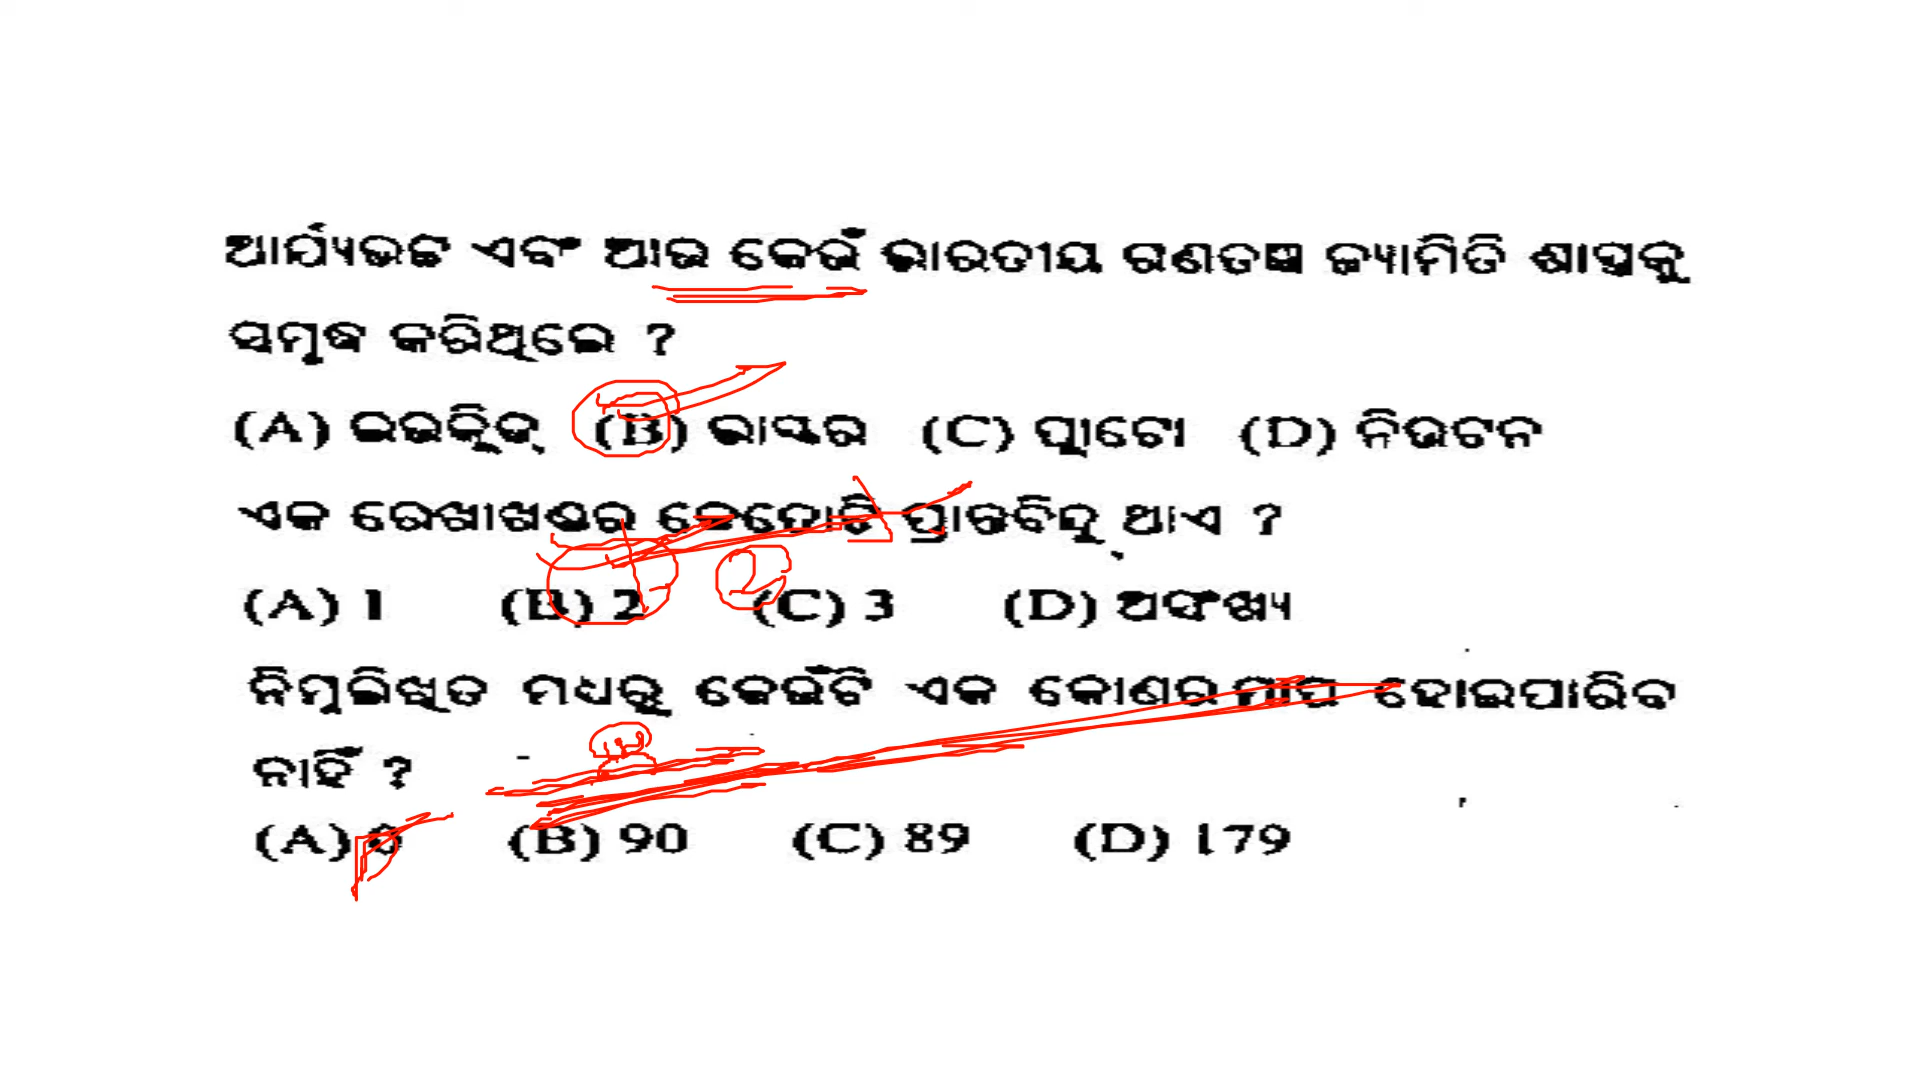 ଆର୍ଯ୍ୟଭଟ୍ଟ ଏବଂ ଆଉ କେଉଁ ଭାରତୀୟ ଗଣିତଜ୍ଞ ଜ୍ୟାମିତି ଶାସ୍ତ୍ରକୁ
ସମୃଦ୍ଧ କରିଥିଲେ ?
(A) ଇଉକ୍ଲିଡ୍ (B) ଭାସ୍କର (C) ପ୍ଲାଟୋ (D) ନିଉଟନ
ଏକ ରେଖାଖଣ୍ଡର କେତୋଟି ପ୍ରାନ୍ତବିନ୍ଦୁ ଥାଏ ?
(A) 1 (B) 2 (C) 3 (D) ଅସଂଖ୍ୟ
ନିମ୍ନଲିଖିତ ମଧ୍ୟରୁ କେଉଁଟି ଏକ କୋଣର ମାପ ହୋଇପାରିବ
ନାହିଁ ?
(A) 0 (B) 90 (C) 89 (D) 179